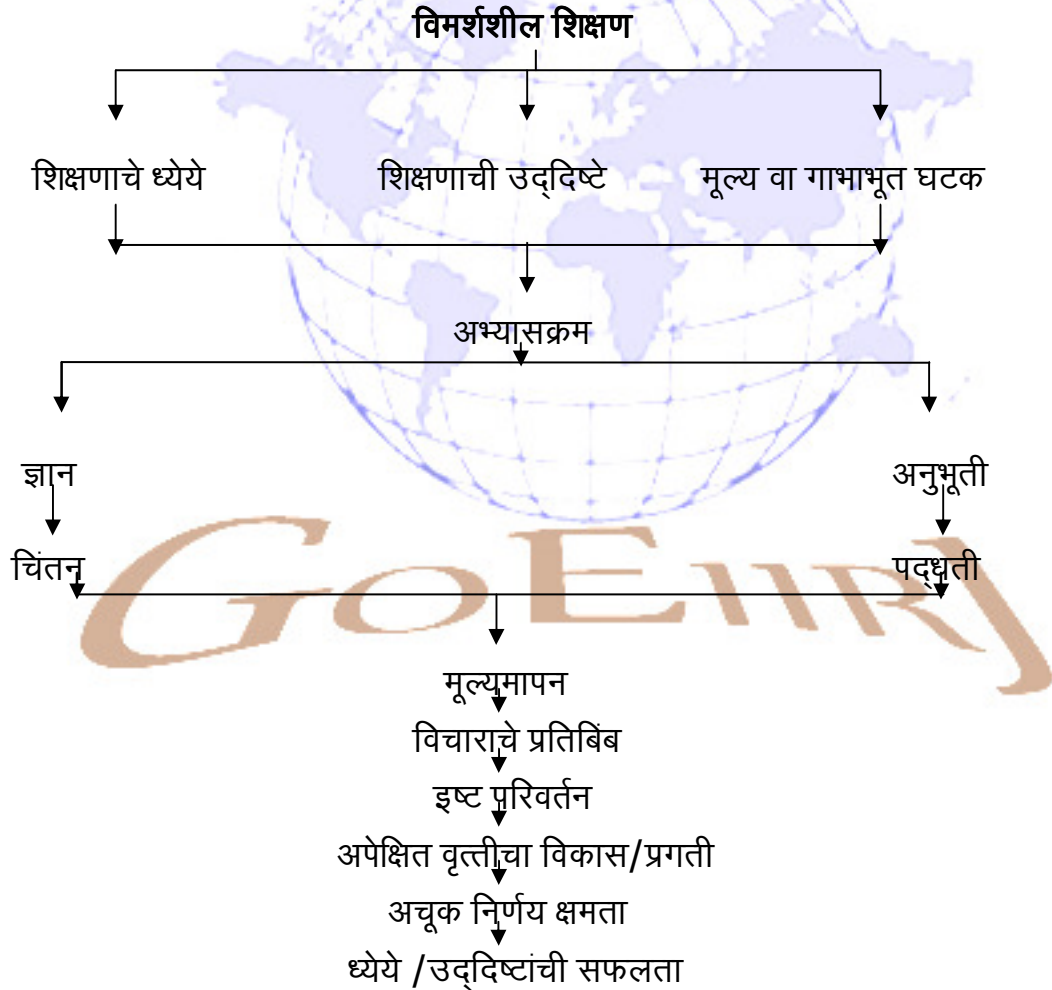 विमर्शशील शिक्षण
शिक्षणाचे ध्येये शिक्षणाची उद्दिष्टे मूल्य वा गाभाभूत घटक
अभ्यासक्रम
ज्ञान अनुभूती
चिंतन पद्धती
GOEIIRJ
मूल्यमापन
विचाराचे प्रतिबिंब
इष्ट परिवर्तन
अपेक्षित वृत्तीचा विकास/प्रगती
अचूक निर्णय क्षमता
ध्येये /उद्दिष्टांची सफलता